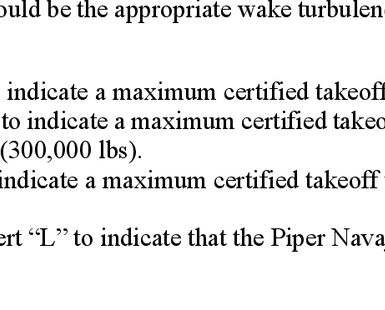 ould be the appropriate wake turbulen
indicate a maximum certified takeoff
to indicate a maximum certified takeo
(300,000 lbs).
indicate a maximum certified takeoff
ert “L” to indicate that the Piper Nava